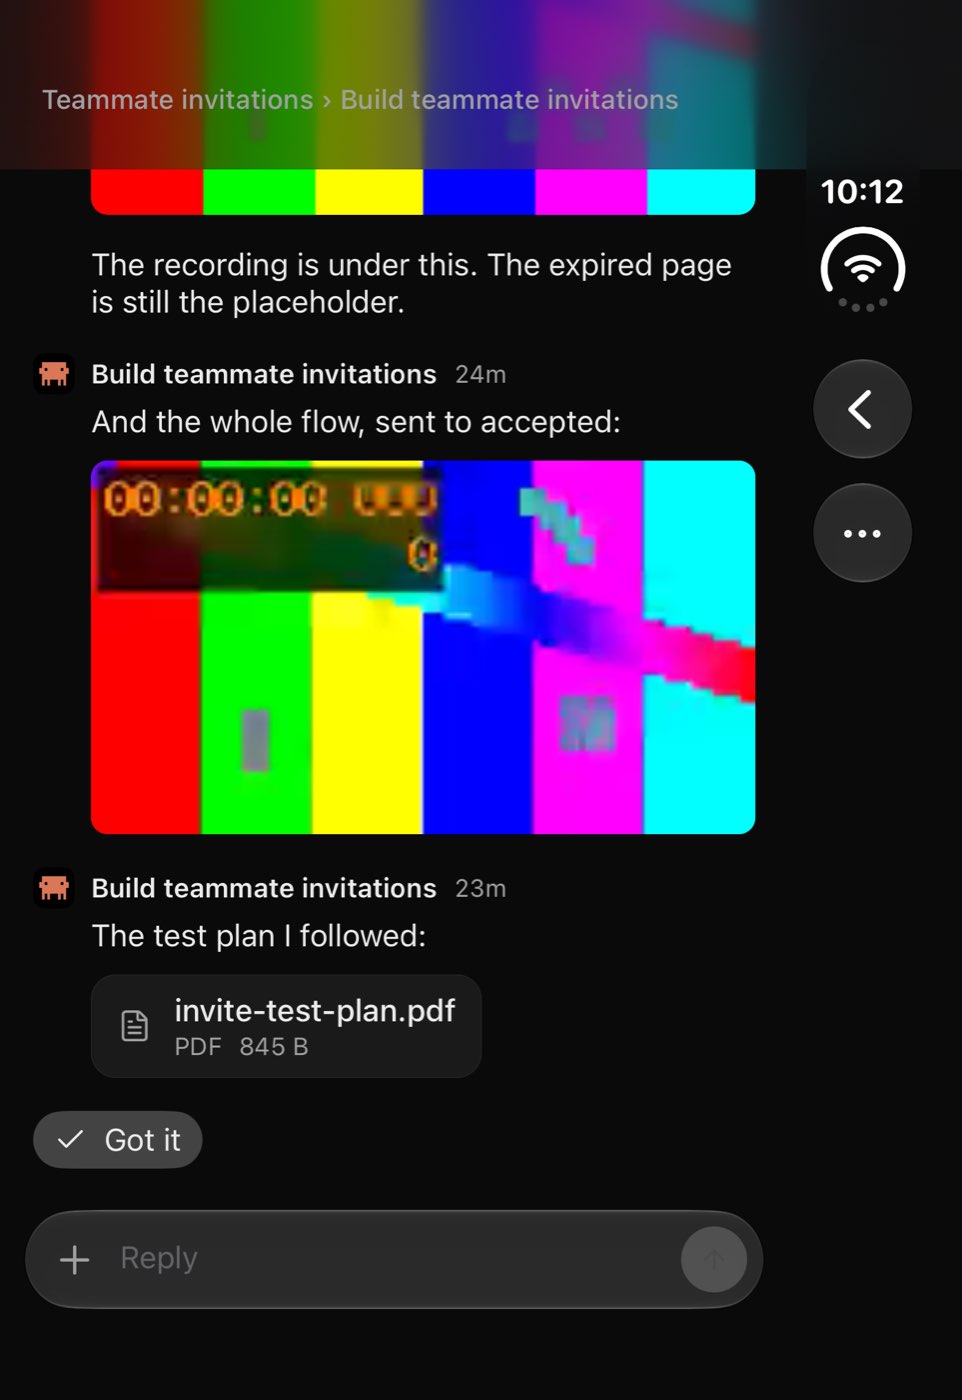 Teammate invitations › Build teammate invitations
10:12
The recording is under this. The expired page
is still the placeholder.
Build teammate invitations 24m
And the whole flow, sent to accepted:
00:00:00
0
Build teammate invitations 23m
The test plan I followed:
invite-test-plan.pdf
PDF 845 B
Got it
Reply